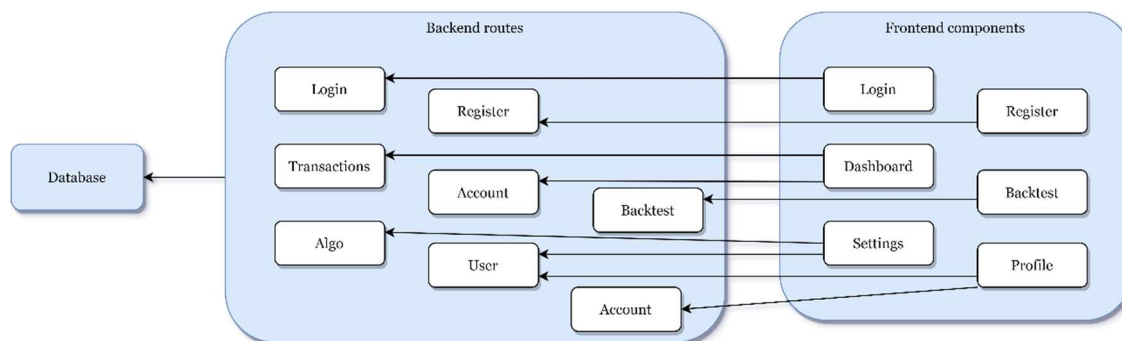 Backend routes
Frontend components
Login
Login
Register
Register
Transactions
Dashboard
Database
Account
Backtest
Backtest
Algo
Settings
User
Profile
Account